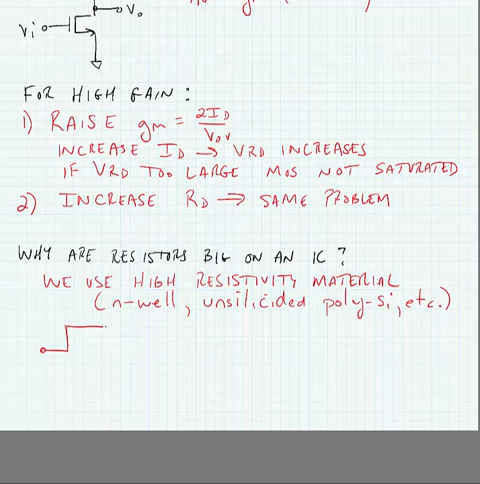 Vo
Vi
FOR HIGH GAIN:
1) RAISE gm = 2ID / VOV
INCREASE ID → VRD INCREASES
IF VRD TOO LARGE MOS NOT SATURATED
2) INCREASE RD → SAME PROBLEM
WHY ARE RESISTORS BIG ON AN IC?
WE USE HIGH RESISTIVITY MATERIAL
(n-well, unsilicided poly-si, etc.)